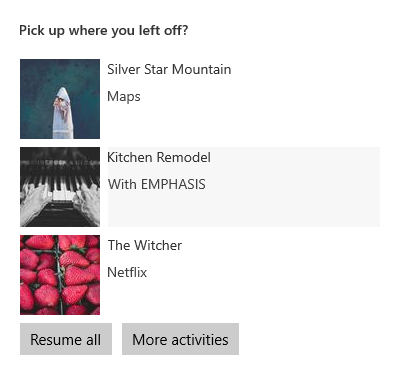 Pick up where you left off?
Silver Star Mountain
Maps
Kitchen Remodel
With EMPHASIS
The Witcher
Netflix
Resume all
More activities